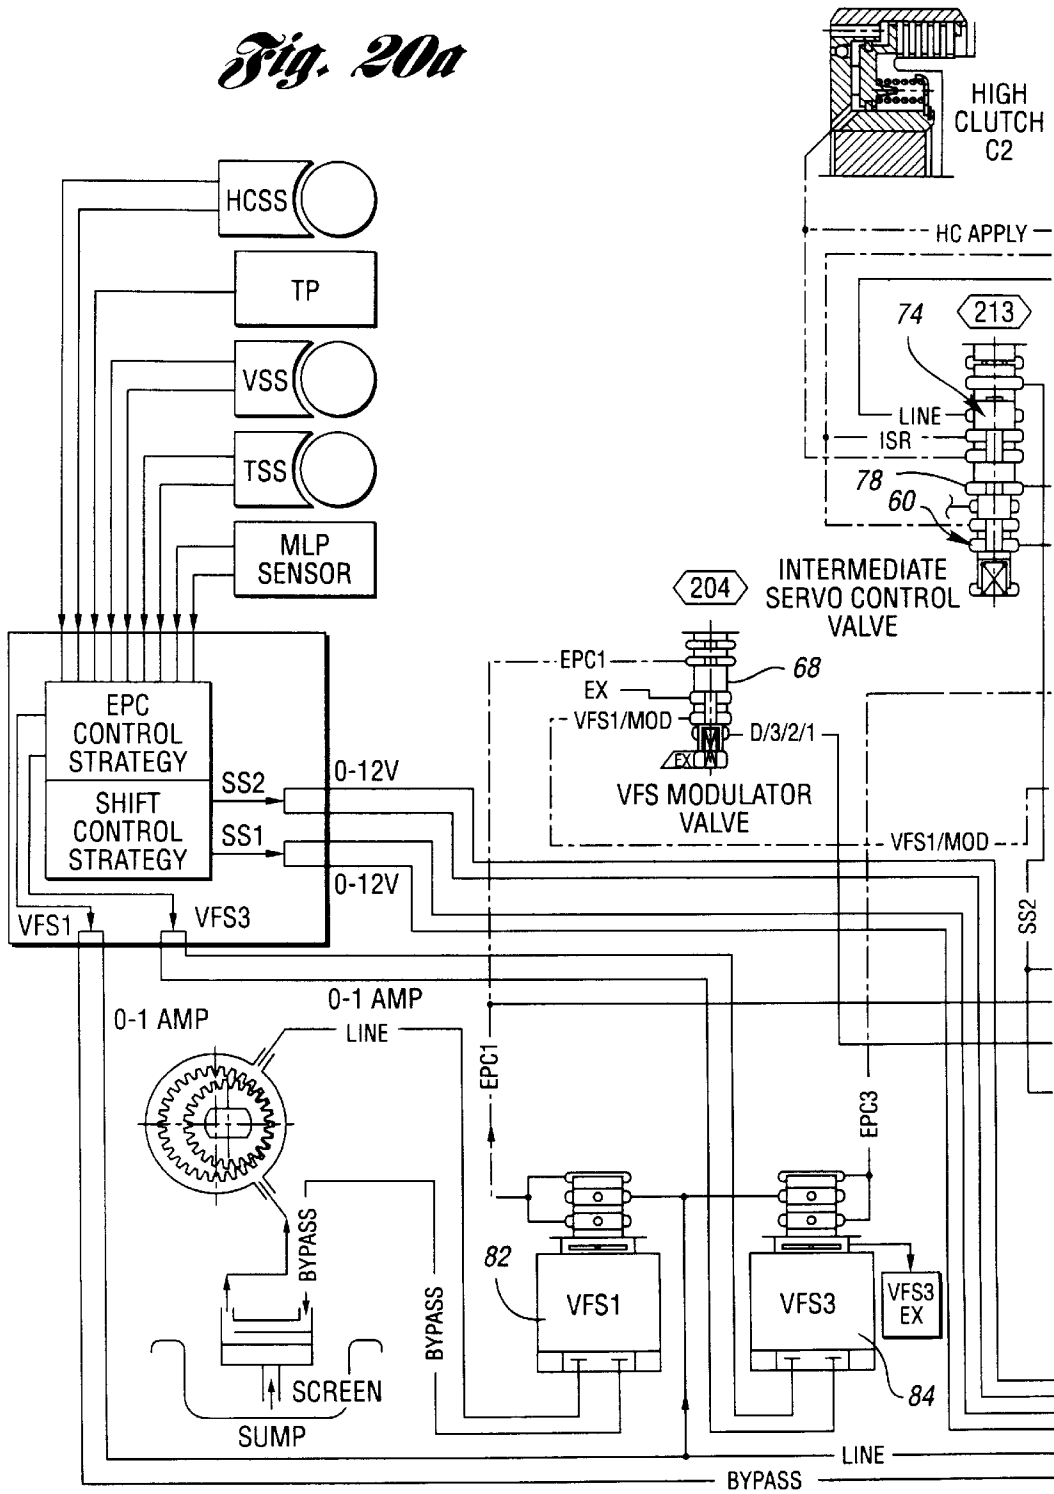 Fig. 20a
HIGH
CLUTCH
C2
HCSS
HC APPLY
TP
213
74
VSS
LINE
ISR
TSS
78
60
MLP
SENSOR
INTERMEDIATE
SERVO CONTROL
VALVE
204
EPC1
68
EX
VFS1/MOD
D/3/2/1
EX
VFS MODULATOR
VALVE
EPC
CONTROL
STRATEGY
SHIFT
CONTROL
STRATEGY
SS2
0-12V
SS1
0-12V
VFS1/MOD
VFS1
VFS3
SS2
0-1 AMP
0-1 AMP
LINE
EPC1
EPC3
BYPASS
BYPASS
82
VFS1
VFS3
VFS3
EX
84
SCREEN
SUMP
LINE
BYPASS